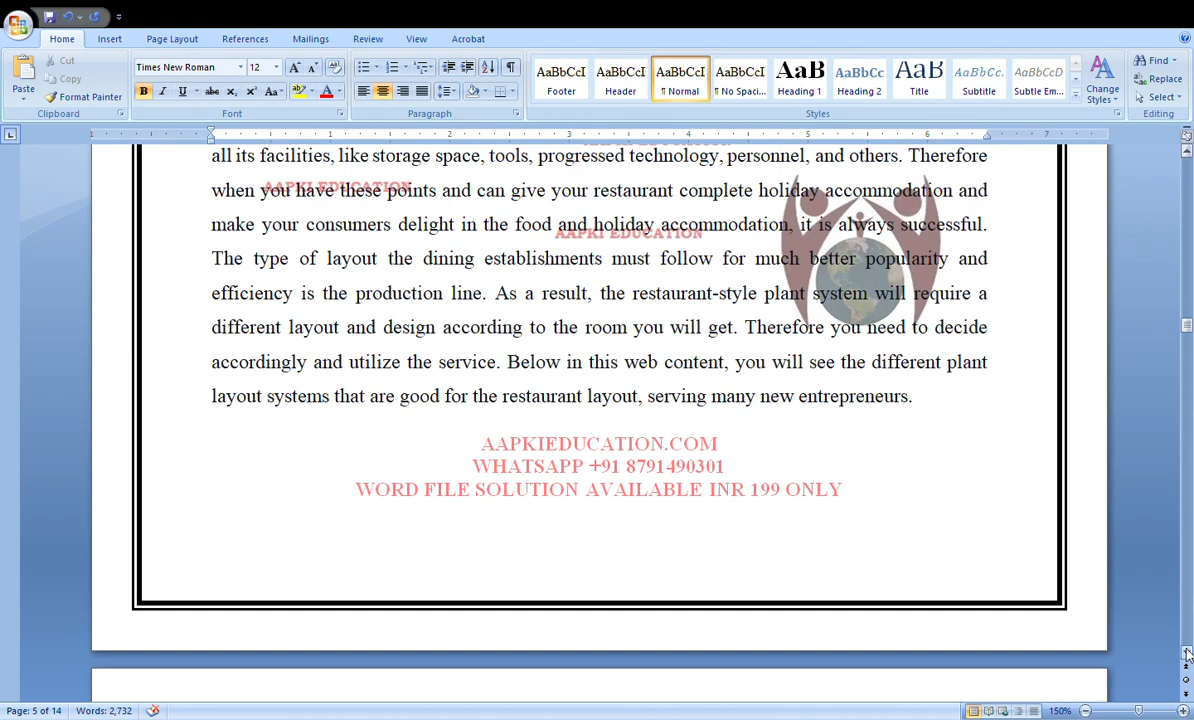 Home Insert Page Layout References Mailings Review View Acrobat
Paste
Cut
Copy
Format Painter
Clipboard
Times New Roman 12
Font
Paragraph
AaBbCcI AaBbCcI AaBbCcI AaBbCcI AaB AaBbCc AaB AaBbCc. AaBbCcD
Footer Header ¶ Normal ¶ No Spaci... Heading 1 Heading 2 Title Subtitle Subtle Em...
Change
Styles
Styles
Find
Replace
Select
Editing
1 1 2 3 4 5 6 7
all its facilities, like storage space, tools, progressed technology, personnel, and others. Therefore
when you have these points and can give your restaurant complete holiday accommodation and
AAPKI EDUCATION
make your consumers delight in the food and holiday accommodation, it is always successful.
AAPKI EDUCATION
The type of layout the dining establishments must follow for much better popularity and
efficiency is the production line. As a result, the restaurant-style plant system will require a
different layout and design according to the room you will get. Therefore you need to decide
accordingly and utilize the service. Below in this web content, you will see the different plant
layout systems that are good for the restaurant layout, serving many new entrepreneurs.
AAPKIEDUCATION.COM
WHATSAPP +91 8791490301
WORD FILE SOLUTION AVAILABLE INR 199 ONLY
Page: 5 of 14 Words: 2,732 150%